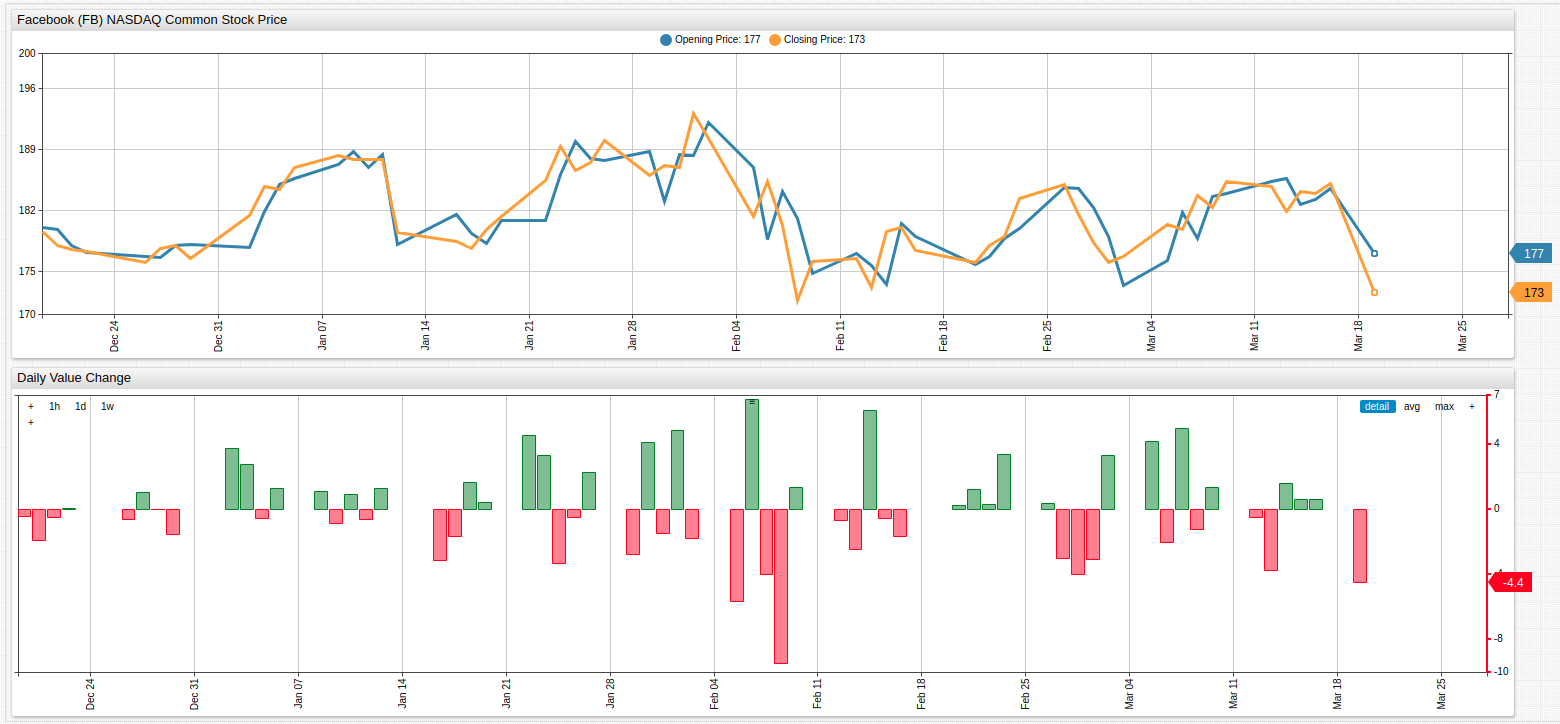 Facebook (FB) NASDAQ Common Stock Price
Opening Price: 177 Closing Price: 173
200
196
189
182
175
170
177
173
Dec 24 Dec 31 Jan 07 Jan 14 Jan 21 Jan 28 Feb 04 Feb 11 Feb 18 Feb 25 Mar 04 Mar 11 Mar 18 Mar 25
Daily Value Change
+ 1h 1d 1w
+
detail avg max +
7
4
0
-4
-4.4
-8
-10
Dec 24 Dec 31 Jan 07 Jan 14 Jan 21 Jan 28 Feb 04 Feb 11 Feb 18 Feb 25 Mar 04 Mar 11 Mar 18 Mar 25